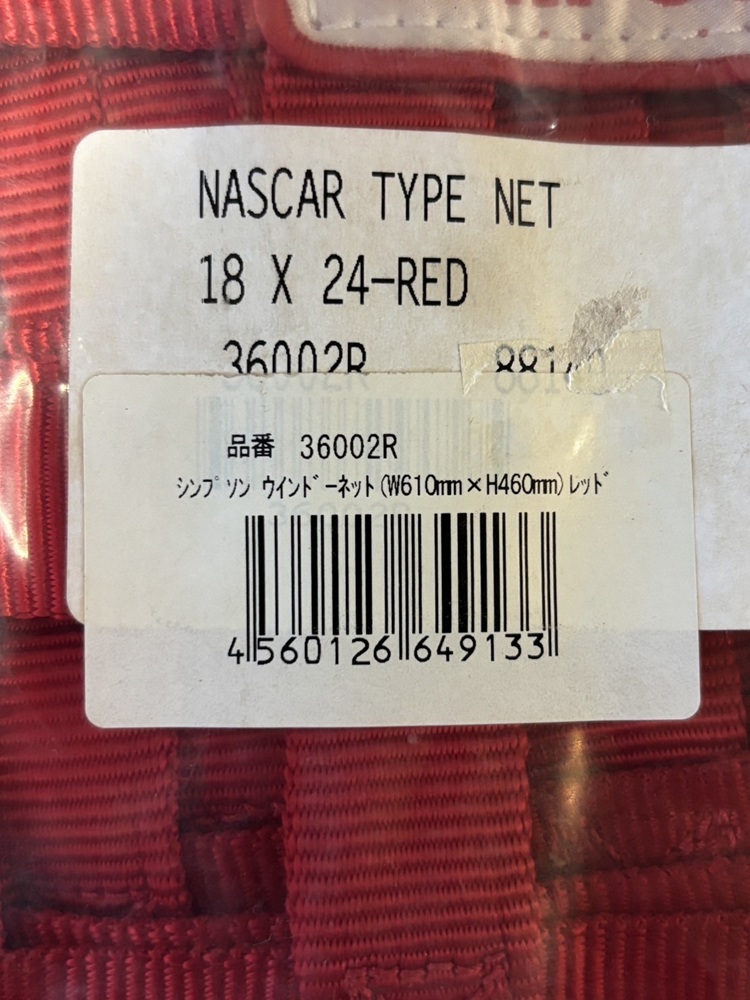 NASCAR TYPE NET
18 X 24-RED
36002R
品番 36002R
ｼﾝﾌﾟｿﾝ ｳｲﾝﾄﾞｰﾈｯﾄ(W610mm×H460mm)ﾚｯﾄﾞ
4560126649133